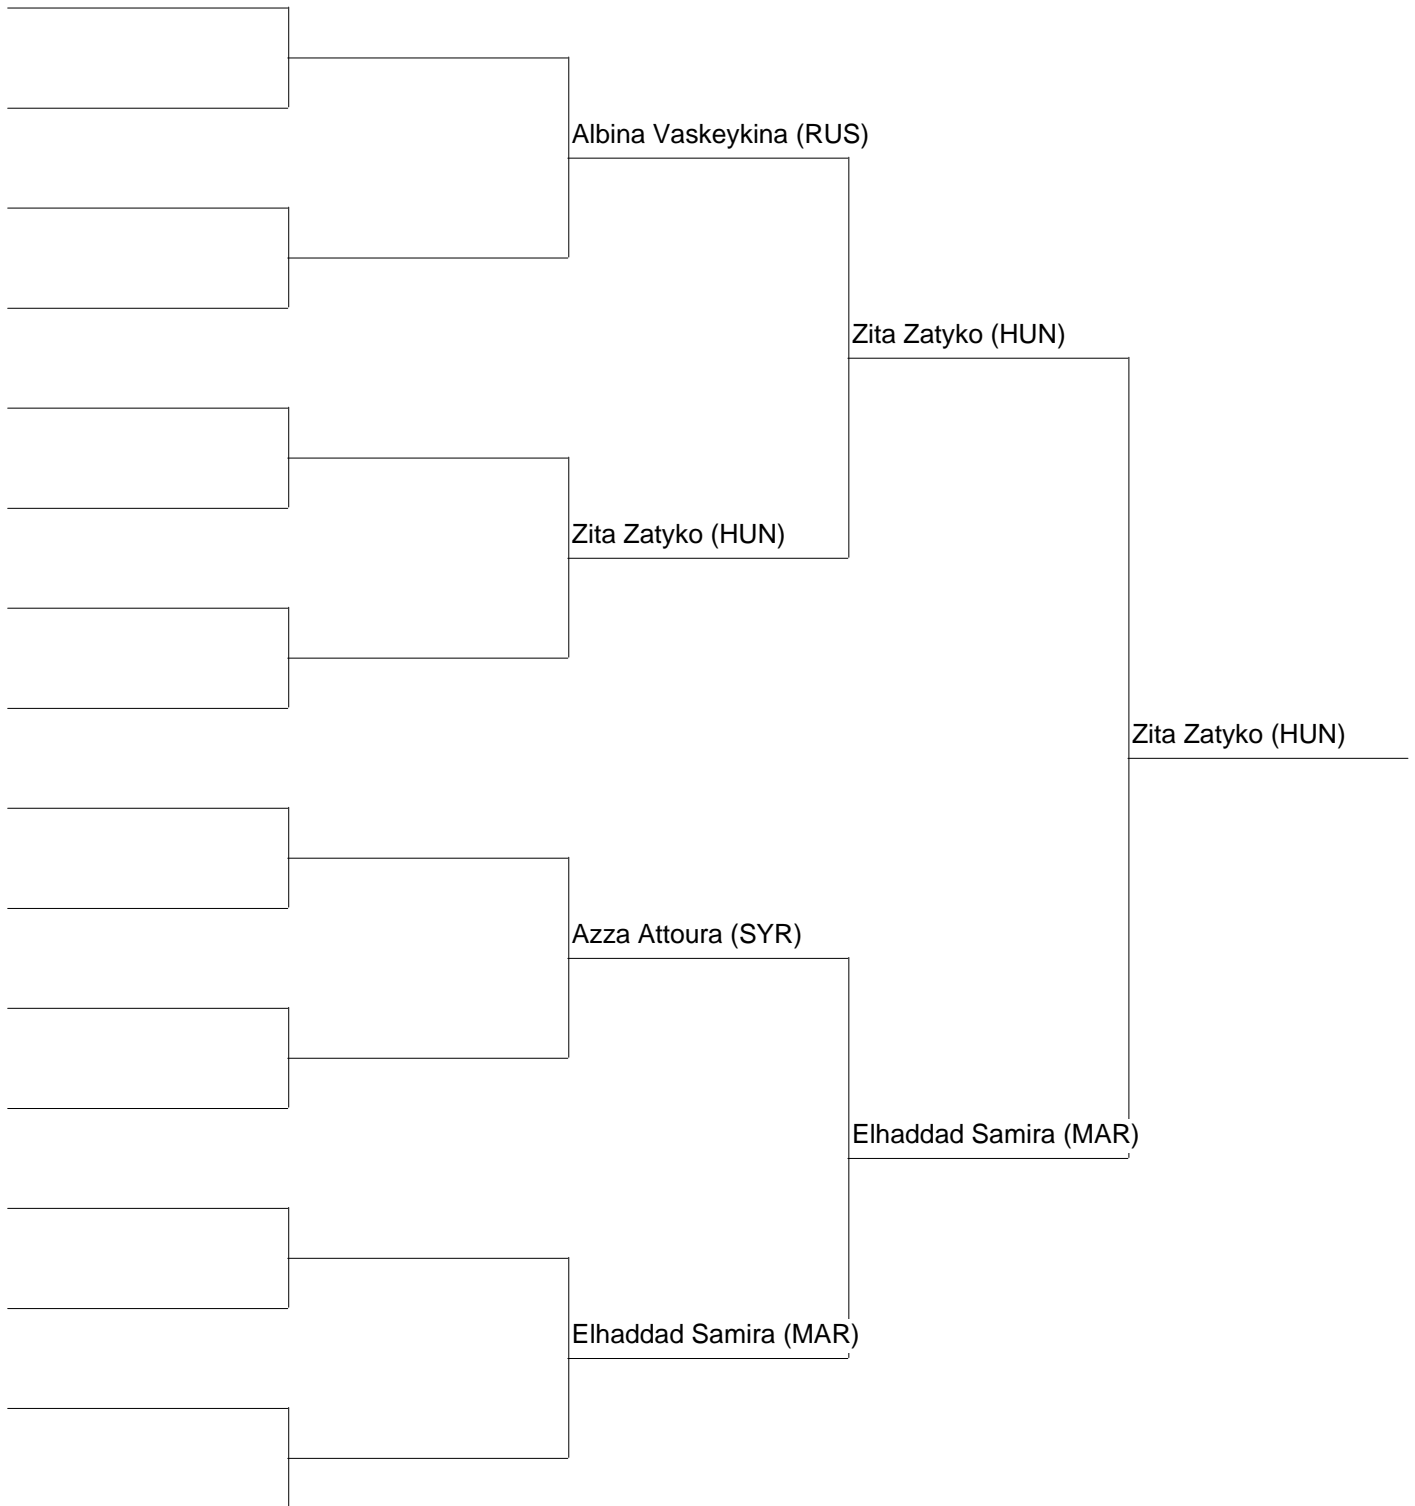 Albina Vaskeykina (RUS)
Zita Zatyko (HUN)
Zita Zatyko (HUN)
Zita Zatyko (HUN)
Azza Attoura (SYR)
Elhaddad Samira (MAR)
Elhaddad Samira (MAR)